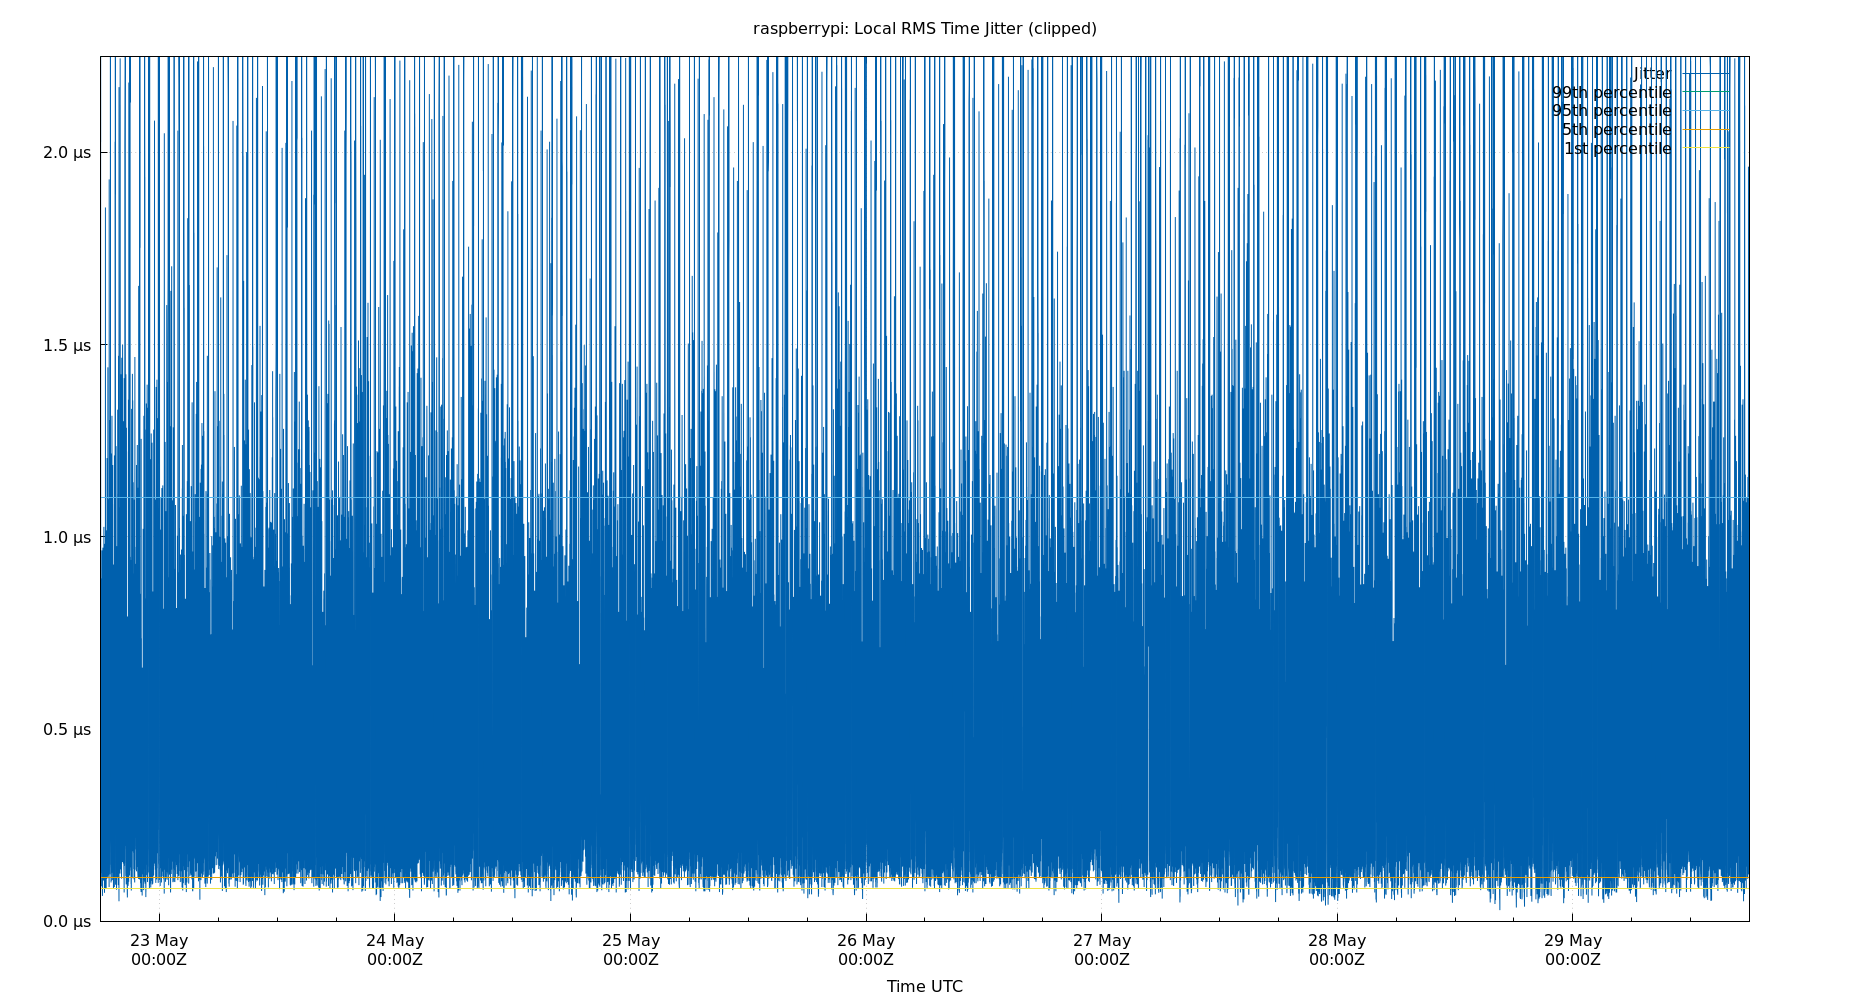 raspberrypi: Local RMS Time Jitter (clipped)
Jitter
99th percentile
95th percentile
5th percentile
1st percentile
2.0 µs
1.5 µs
1.0 µs
0.5 µs
0.0 µs
23 May 24 May 25 May 26 May 27 May 28 May 29 May
00:00Z 00:00Z 00:00Z 00:00Z 00:00Z 00:00Z 00:00Z
Time UTC